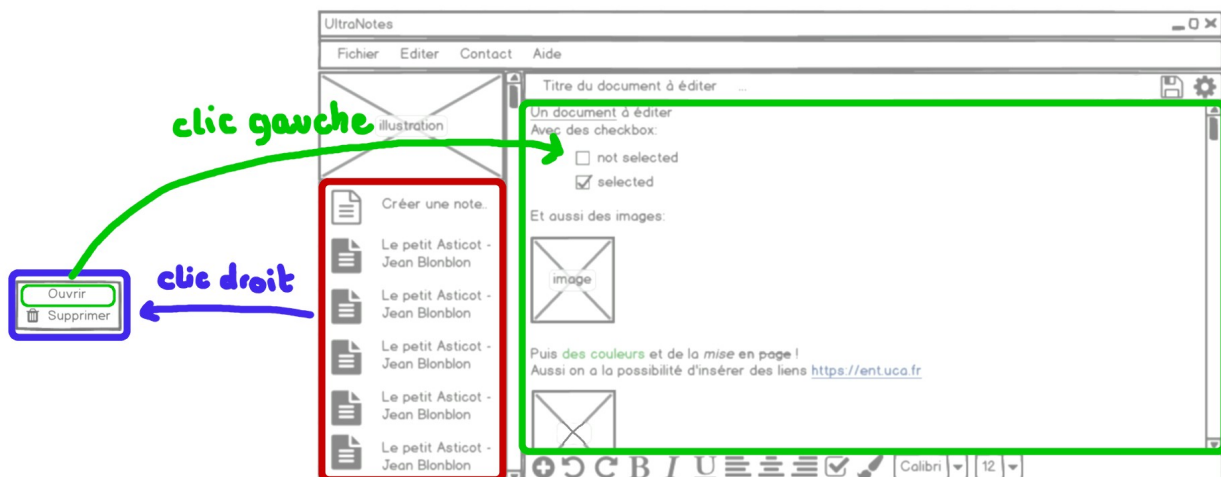 UltraNotes
Fichier Editer Contact Aide
Titre du document à éditer ...
illustration
clic gauche
Un document à éditer
Avec des checkbox:
not selected
selected
Et aussi des images:
image
Puis des couleurs et de la mise en page !
Aussi on a la possibilité d'insérer des liens https://ent.uca.fr
Créer une note..
Le petit Asticot -
Jean Blonblon
Le petit Asticot -
Jean Blonblon
Le petit Asticot -
Jean Blonblon
Le petit Asticot -
Jean Blonblon
Le petit Asticot -
Jean Blonblon
clic droit
Ouvrir
Supprimer
B I U Calibri 12